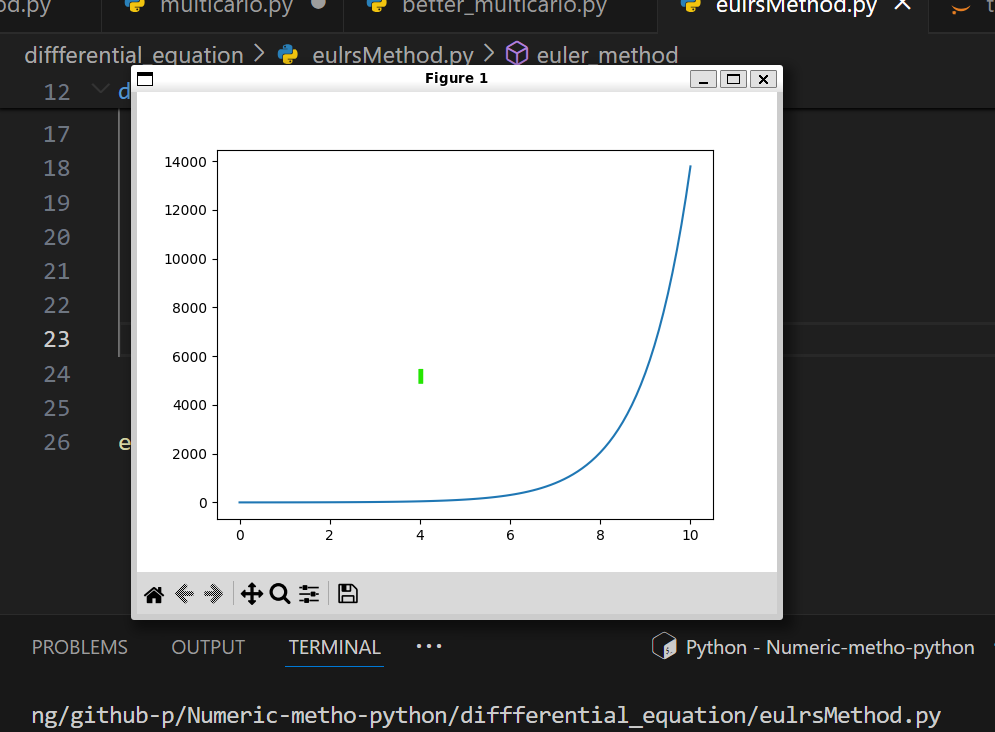 od.py multicarlo.py better_multicario.py eulrsMethod.py
diffferential_equation > eulrsMethod.py > euler_method
12 d
Figure 1
17
18
19
20
21
22
23
24
25
26 e
14000
12000
10000
8000
6000
4000
2000
0
0 2 4 6 8 10
PROBLEMS OUTPUT TERMINAL ... Python - Numeric-metho-python
ng/github-p/Numeric-metho-python/diffferential_equation/eulrsMethod.py